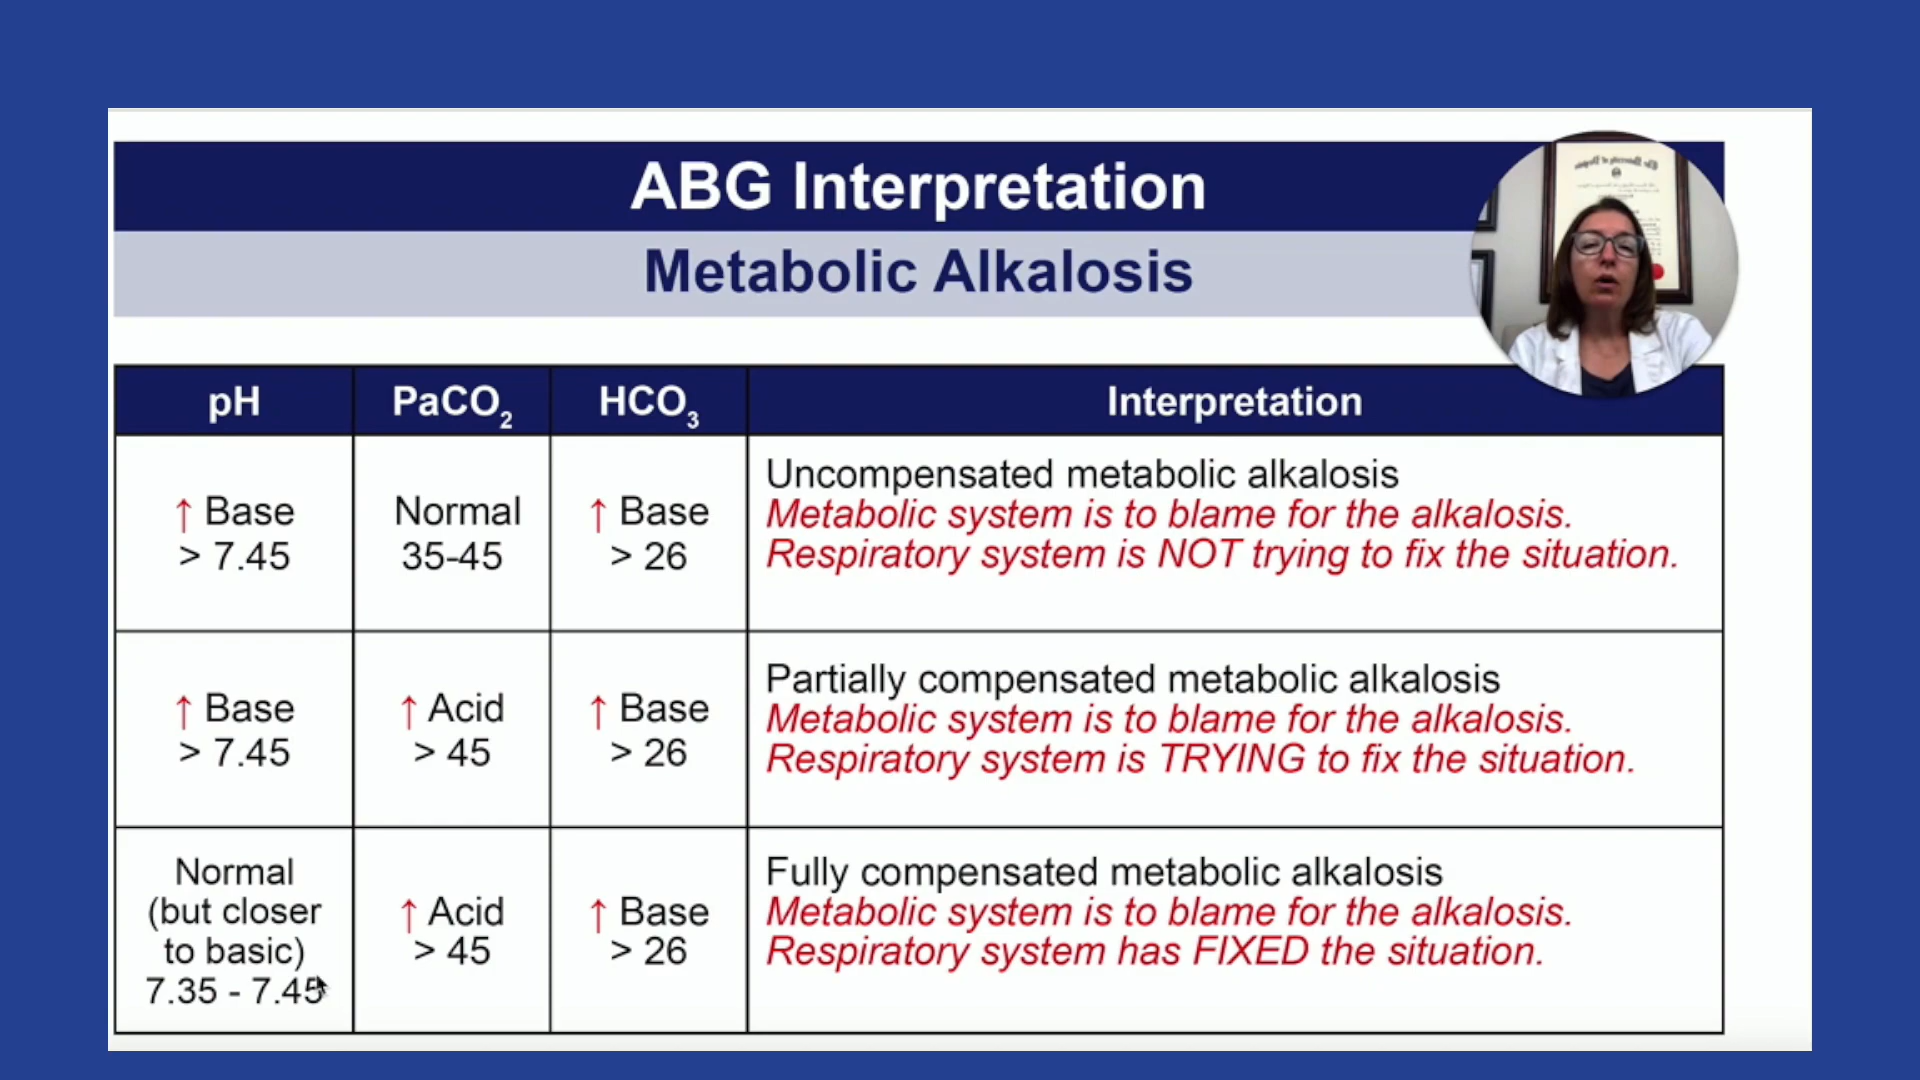 ABG Interpretation
Metabolic Alkalosis
pH PaCO₂ HCO₃ Interpretation
↑ Base
> 7.45
Normal
35-45
↑ Base
> 26
Uncompensated metabolic alkalosis
Metabolic system is to blame for the alkalosis.
Respiratory system is NOT trying to fix the situation.
↑ Base
> 7.45
↑ Acid
> 45
↑ Base
> 26
Partially compensated metabolic alkalosis
Metabolic system is to blame for the alkalosis.
Respiratory system is TRYING to fix the situation.
Normal
(but closer
to basic)
7.35 - 7.45
↑ Acid
> 45
↑ Base
> 26
Fully compensated metabolic alkalosis
Metabolic system is to blame for the alkalosis.
Respiratory system has FIXED the situation.